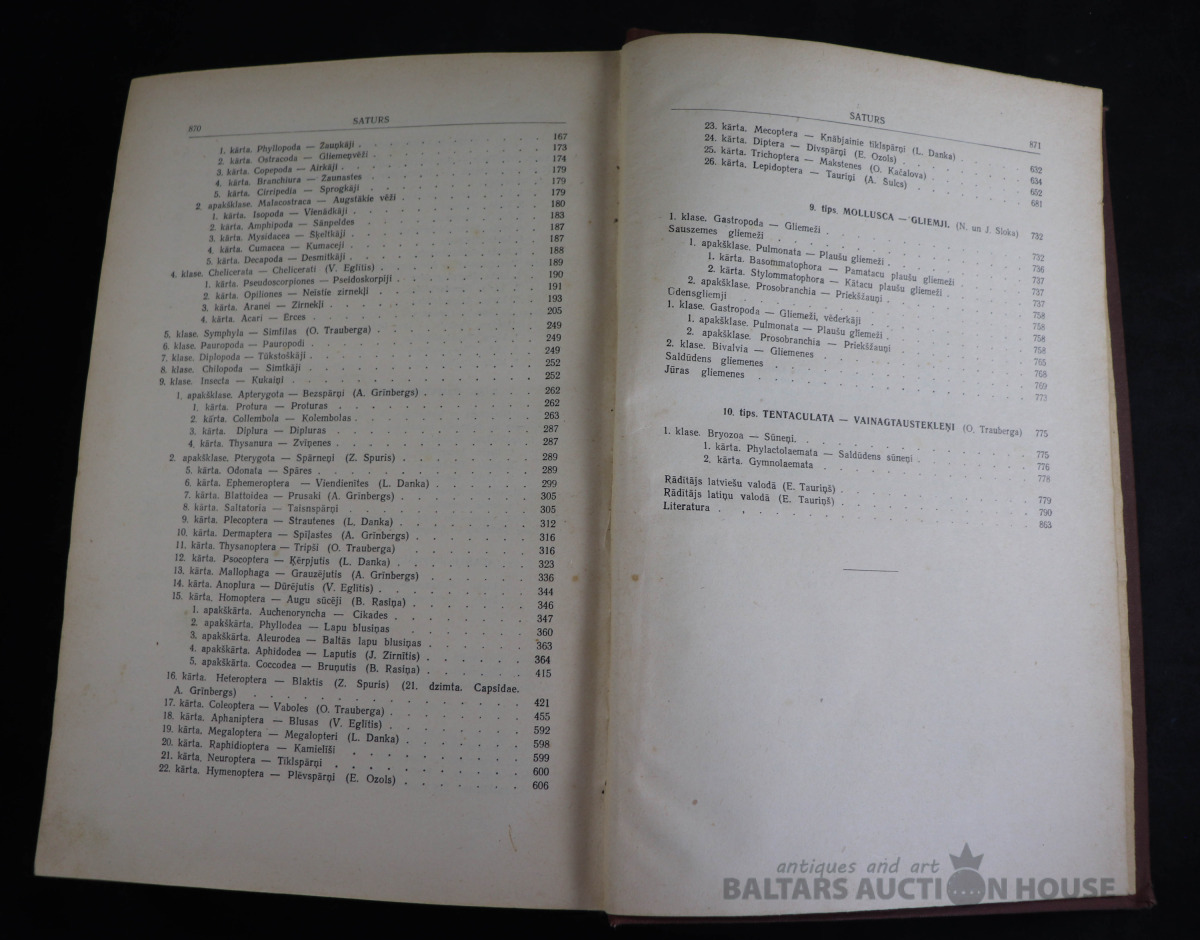 870 SATURS
1. kārta. Phyllopoda — Žauņkāji . 167
2. kārta. Ostracoda — Gliemeņvēži . 173
3. kārta. Copepoda — Airkāji . 174
4. kārta. Branchiura — Žaunastes 179
5. kārta. Cirripedia — Sprogkāji 179
2. apakšklase. Malacostraca — Augstākie vēži . 179
1. kārta. Isopoda — Vienādkāji . 180
2. kārta. Amphipoda — Sānpeldes 183
3. kārta. Mysidacea — Šķeltkāji . 187
4. kārta. Cumacea — Kumaceji . 187
5. kārta. Decapoda — Desmitkāji . 188
4. klase. Chelicerata — Chelicerati (V. Eglītis) . 189
1. kārta. Pseudoscorpiones — Pseidoskorpiji . 190
2. kārta. Opiliones — Neīstie zirnekļi . 191
3. kārta. Aranei — Zirnekļi . 193
4. kārta. Acari — Ērces . 205
5. klase. Symphyla — Simfilas (O. Trauberga) . 249
6. klase. Pauropoda — Pauropodi . 249
7. klase. Diplopoda — Tūkstoškāji . 249
8. klase. Chilopoda — Simtkāji . 252
9. klase. Insecta — Kukaiņi . 252
1. apakšklase. Apterygota — Bezspārņi (A. Grīnbergs) . 262
1. kārta. Protura — Proturas . 262
2. kārta. Collembola — Kolembolas . 263
3. kārta. Diplura — Dipluras . 287
4. kārta. Thysanura — Zvīņenes . 287
2. apakšklase. Pterygota — Spārneņi (Z. Spuris) . 289
5. kārta. Odonata — Spāres . 289
6. kārta. Ephemeroptera — Viendienītes (L. Danka) . 299
7. kārta. Blattoidea — Prusaki (A. Grīnbergs) . 305
8. kārta. Saltatoria — Taisnspārņi . 305
9. kārta. Plecoptera — Strautenes (L. Danka) . 312
10. kārta. Dermaptera — Spīļastes (A. Grīnbergs) . 316
11. kārta. Thysanoptera — Tripši (O. Trauberga) . 316
12. kārta. Psocoptera — Ķērpjutis (L. Danka) . 323
13. kārta. Mallophaga — Grauzējutis (A. Grīnbergs) . 336
14. kārta. Anoplura — Dūrējutis (V. Eglītis) . 344
15. kārta. Homoptera — Augu sūcēji (B. Rasiņa) . 346
1. apakškārta. Auchenoryncha — Cikades . 347
2. apakškārta. Phyllodea — Lapu blusiņas . 360
3. apakškārta. Aleurodea — Baltās lapu blusiņas . 363
4. apakškārta. Aphidodea — Laputis (J. Zirnītis) . 364
5. apakškārta. Coccodea — Bruņutis (B. Rasiņa) . 415
16. kārta. Heteroptera — Blaktis (Z. Spuris) (21. dzimta. Capsidae.
A. Grīnbergs) . 421
17. kārta. Coleoptera — Vaboles (O. Trauberga) . 455
18. kārta. Aphaniptera — Blusas (V. Eglītis) . 592
19. kārta. Megaloptera — Megalopteri (L. Danka) . 598
20. kārta. Raphidioptera — Kamielīši . 599
21. kārta. Neuroptera — Tīklspārņi . 600
22. kārta. Hymenoptera — Plēvspārņi (E. Ozols) . 606
SATURS 871
23. kārta. Mecoptera — Knābjainie tīklspārņi (L. Danka) . 632
24. kārta. Diptera — Divspārņi (E. Ozols) . 634
25. kārta. Trichoptera — Makstenes (O. Kačalova) . 652
26. kārta. Lepidoptera — Tauriņi (A. Šulcs) . 681
9. tips. MOLLUSCA — GLIEMJI. (N. un J. Sloka) 732
1. klase. Gastropoda — Gliemeži . 732
Sauszemes gliemeži . 736
1. apakšklase. Pulmonata — Plaušu gliemeži . 737
1. kārta. Basommatophora — Pamatacu plaušu gliemeži 737
2. kārta. Stylommatophora — Kātacu plaušu gliemeži . 737
2. apakšklase. Prosobranchia — Priekšžauņi . 758
Ūdensgliemji . 758
1. klase. Gastropoda — Gliemeži, vēderkāji . 758
1. apakšklase. Pulmonata — Plaušu gliemeži . 758
2. apakšklase. Prosobranchia — Priekšžauņi . 765
2. klase. Bivalvia — Gliemenes . 768
Saldūdens gliemenes . 769
Jūras gliemenes . 773
10. tips. TENTACULATA — VAINAGTAUSTEKLEŅI (O. Trauberga) 775
1. klase. Bryozoa — Sūneņi. 775
1. kārta. Phylactolaemata — Saldūdens sūneņi . 776
2. kārta. Gymnolaemata . 778
Rādītājs latviešu valodā (E. Tauriņš) . 779
Rādītājs latīņu valodā (E. Tauriņš) . 790
Literatura . 863
antiques and art
BALTARS AUCTION HOUSE